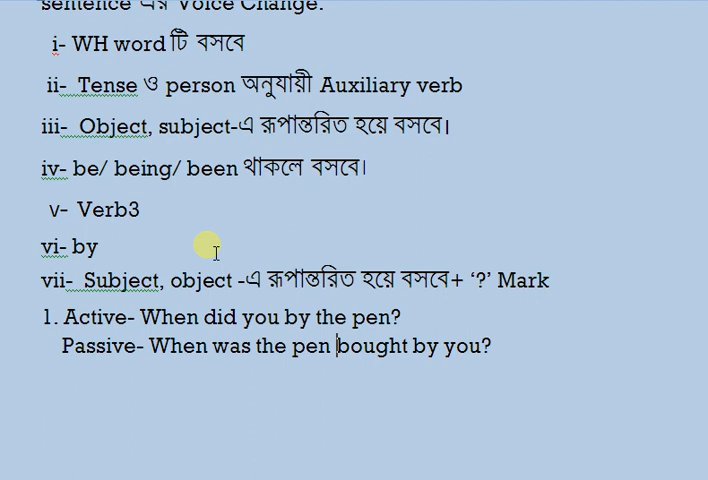 sentence এর Voice Change.
i- WH word টি বসবে
ii- Tense ও person অনুযায়ী Auxiliary verb
iii- Object, subject-এ রূপান্তরিত হয়ে বসবে।
iv- be/ being/ been থাকলে বসবে।
v- Verb3
vi- by
vii- Subject, object -এ রূপান্তরিত হয়ে বসবে+ ‘?’ Mark
1. Active- When did you by the pen?
Passive- When was the pen bought by you?